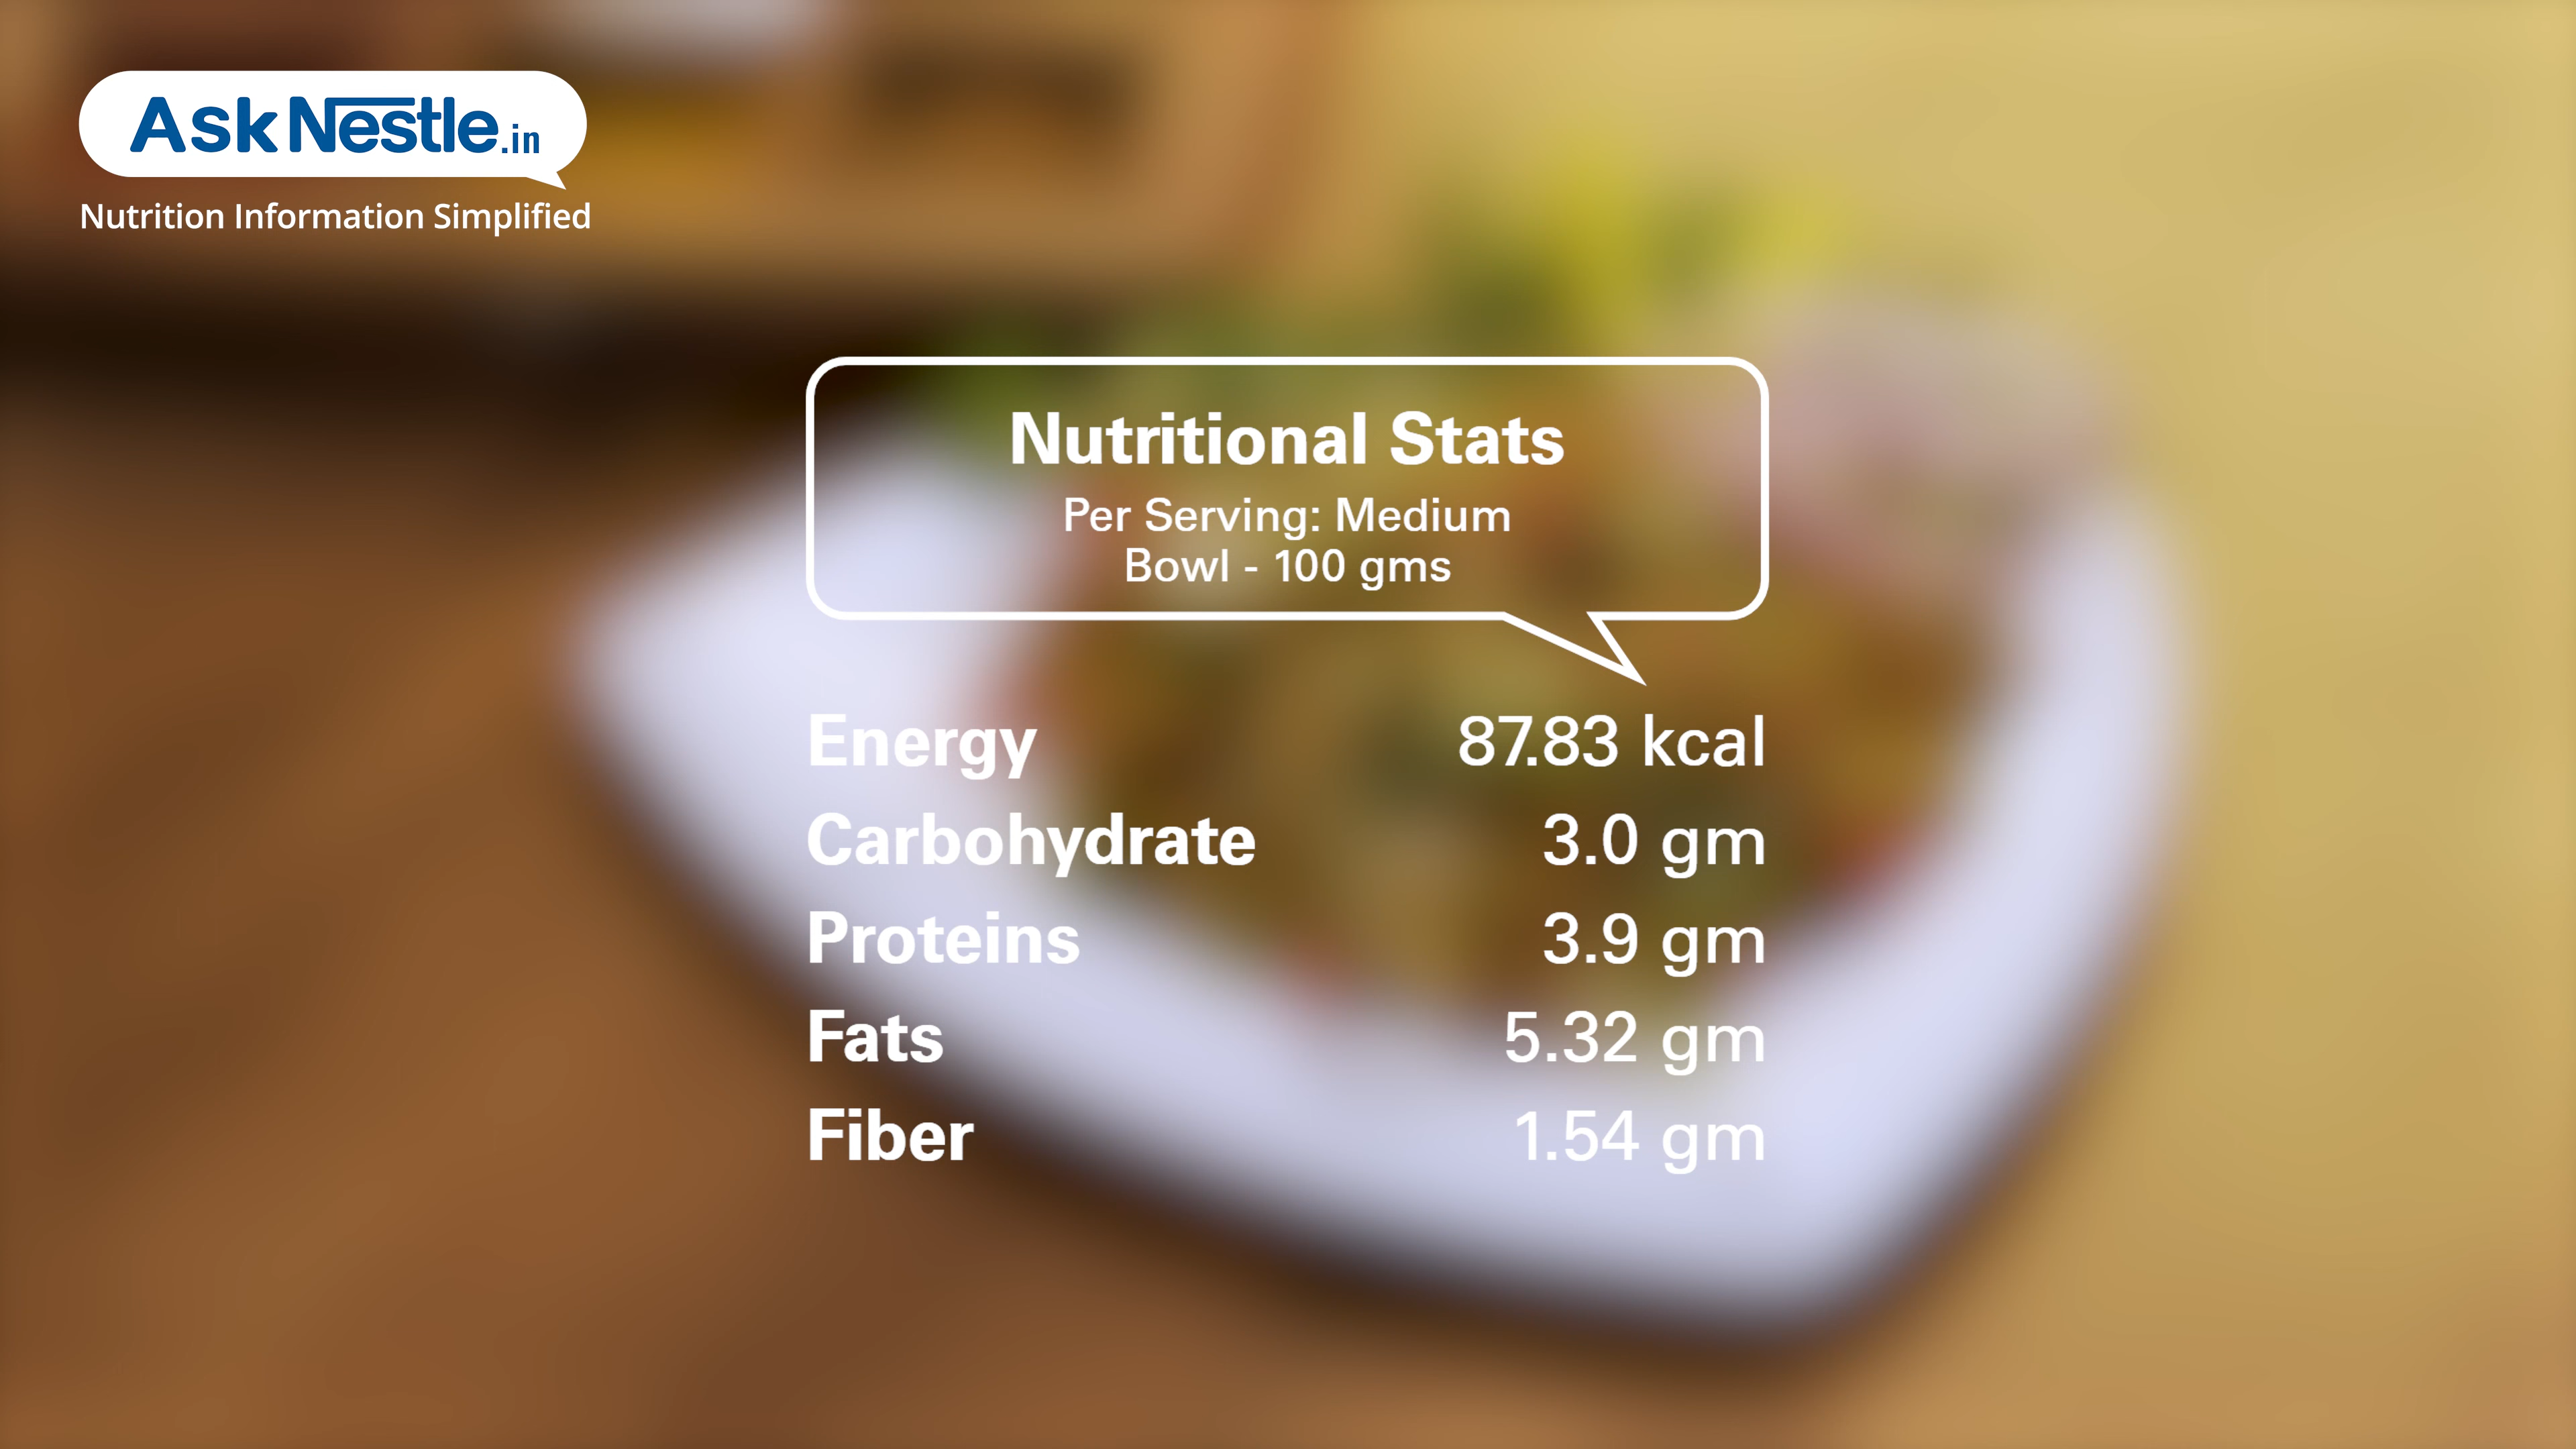 AskNestle.in
Nutrition Information Simplified
Nutritional Stats
Per Serving: Medium
Bowl - 100 gms
Energy 87.83 kcal
Carbohydrate 3.0 gm
Proteins 3.9 gm
Fats 5.32 gm
Fiber 1.54 gm